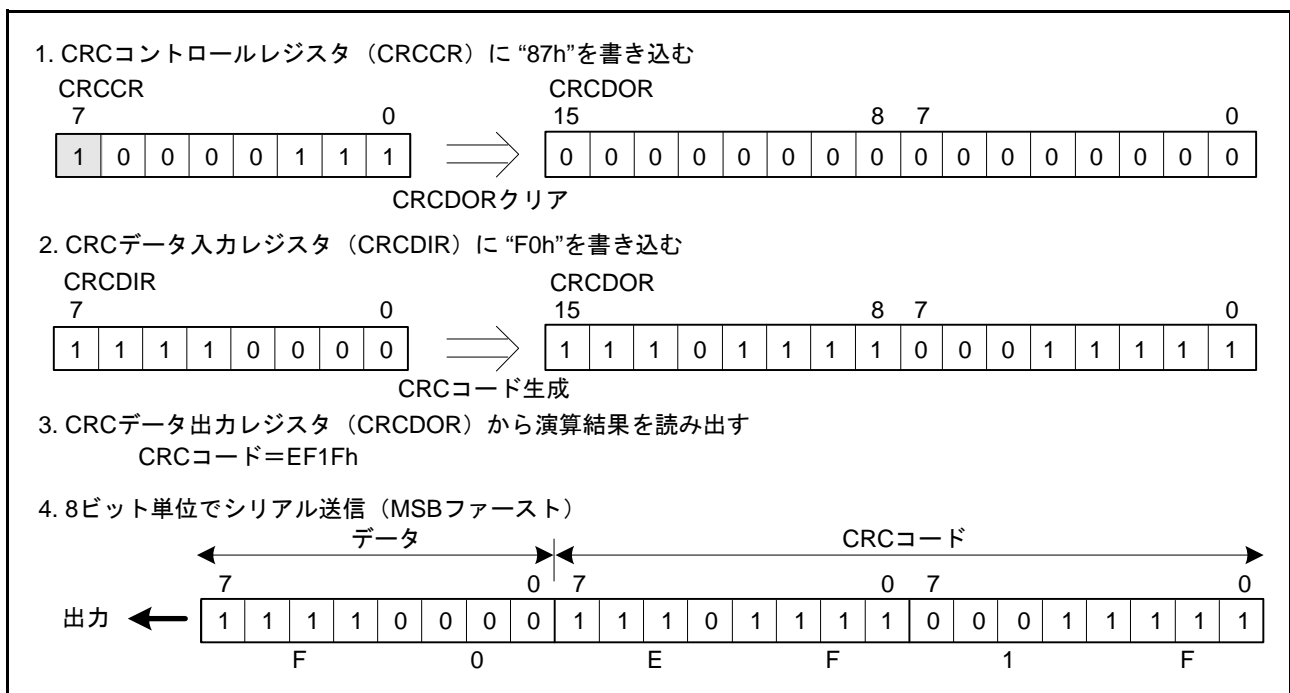 1. CRCコントロールレジスタ（CRCCR）に “87h”を書き込む
CRCCR CRCDOR
7 0 15 8 7 0
1 0 0 0 0 1 1 1 0 0 0 0 0 0 0 0 0 0 0 0 0 0 0 0
CRCDORクリア
2. CRCデータ入力レジスタ（CRCDIR）に “F0h”を書き込む
CRCDIR CRCDOR
7 0 15 8 7 0
1 1 1 1 0 0 0 0 1 1 1 0 1 1 1 1 0 0 0 1 1 1 1 1
CRCコード生成
3. CRCデータ出力レジスタ（CRCDOR）から演算結果を読み出す
CRCコード＝EF1Fh
4. 8ビット単位でシリアル送信（MSBファースト）
データ CRCコード
7 0 7 0 7 0
出力 1 1 1 1 0 0 0 0 1 1 1 0 1 1 1 1 0 0 0 1 1 1 1 1
F 0 E F 1 F